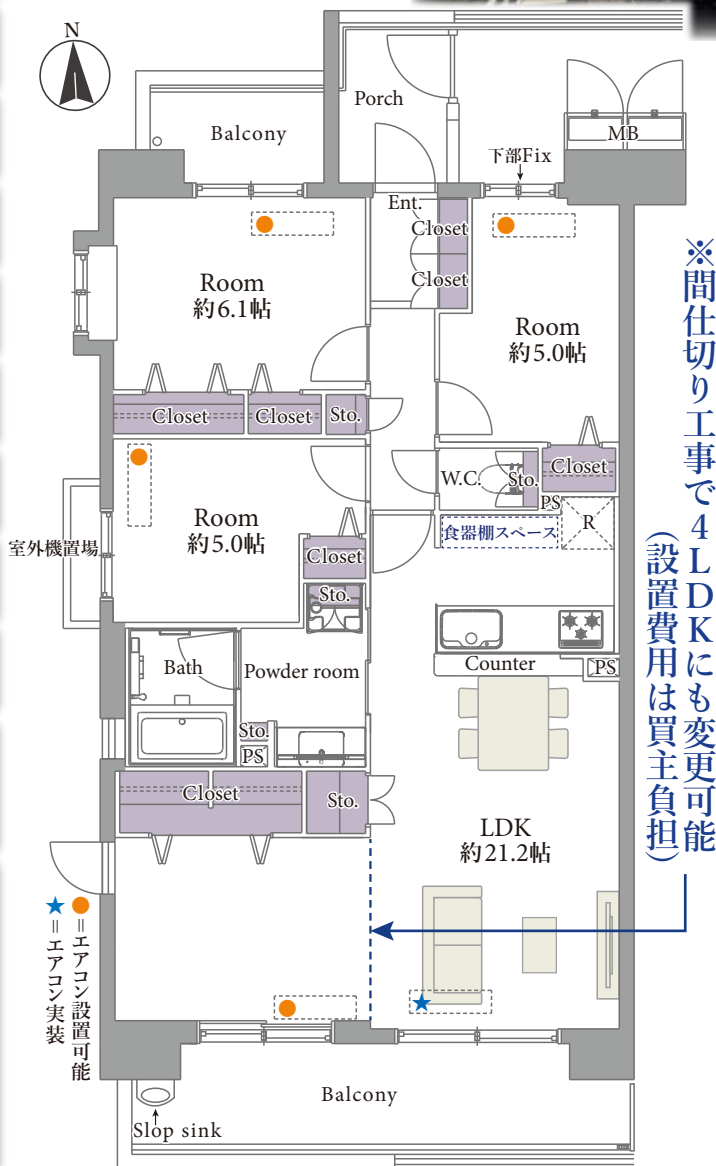 N
Porch
Balcony
MB
下部Fix
Ent.
Closet
Closet
Room
約6.1帖
Room
約5.0帖
Closet
Closet
Sto.
W.C.
Sto.
Closet
PS
R
食器棚スペース
Room
約5.0帖
室外機置場
Closet
Sto.
Bath
Powder room
Counter
PS
Sto.
PS
Closet
Sto.
LDK
約21.2帖
※間仕切り工事で4LDKにも変更可能
(設置費用は買主負担)
●=エアコン設置可能
★=エアコン実装
Balcony
Slop sink